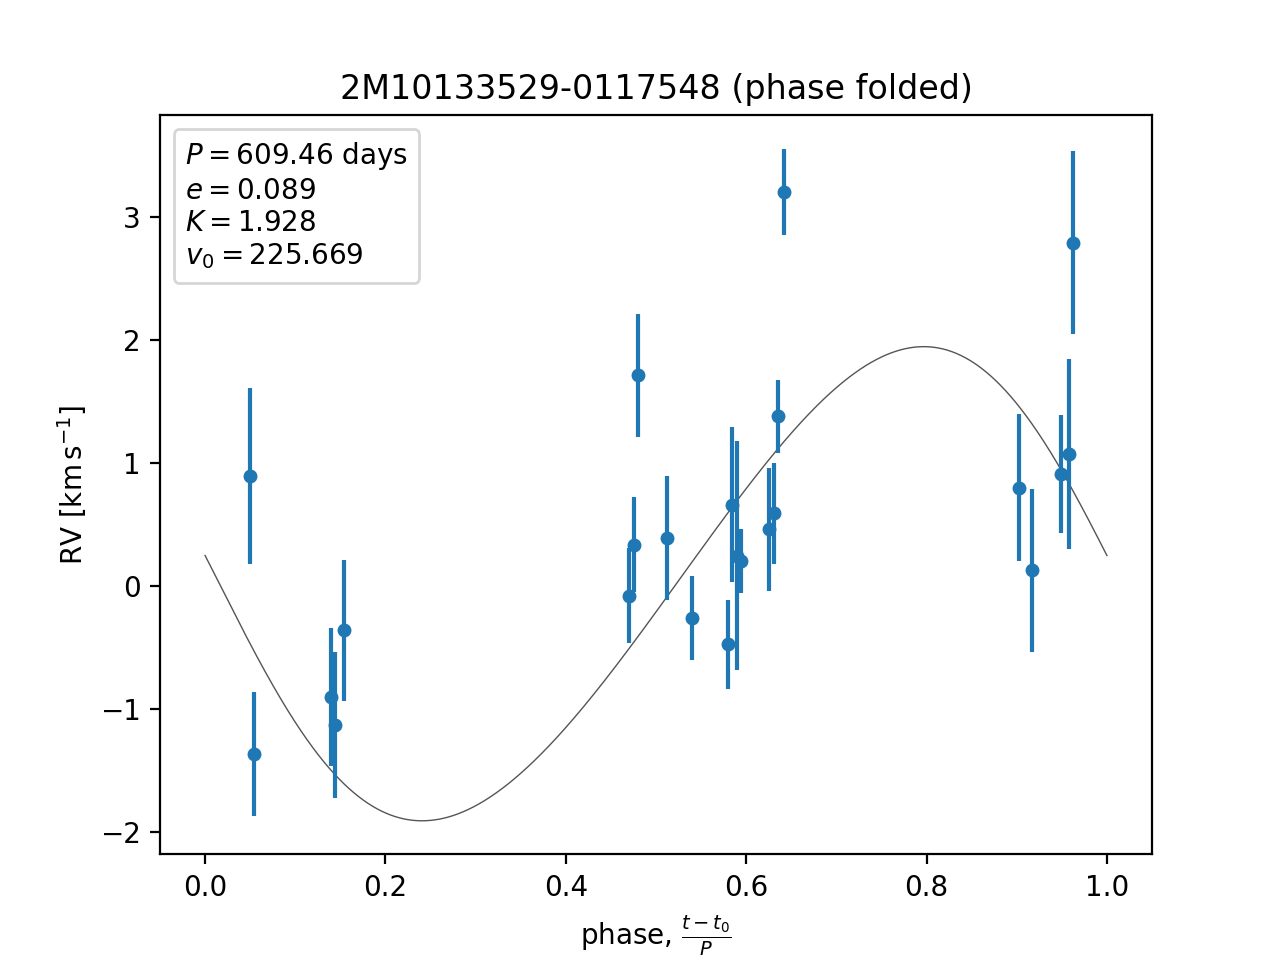 2M10133529-0117548 (phase folded)
P = 609.46 days
e = 0.089
K = 1.928
v₀ = 225.669
3
2
1
0
−1
−2
RV [km s⁻¹]
0.0 0.2 0.4 0.6 0.8 1.0
phase, (t − t₀)/P